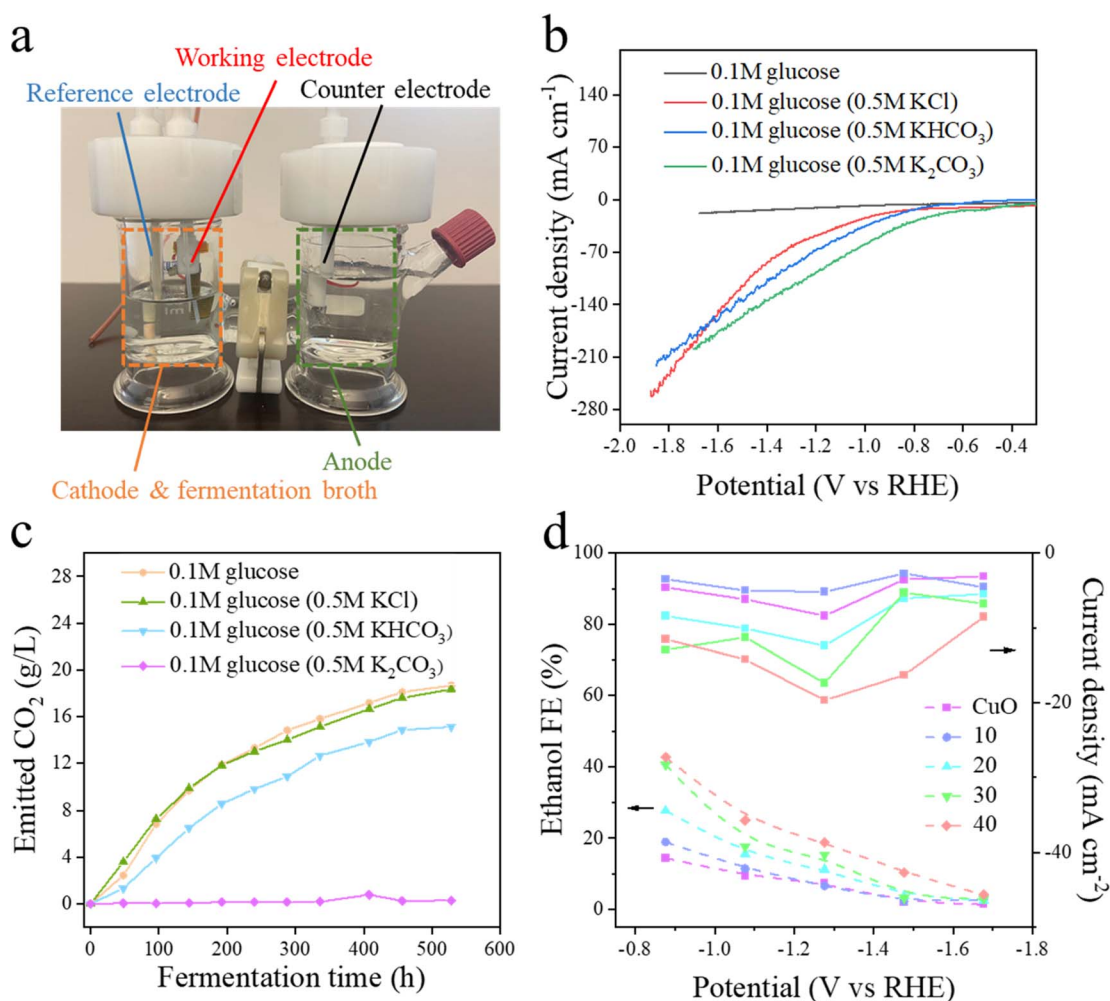 a
Working electrode
Reference electrode
Counter electrode
Anode
Cathode & fermentation broth
b
0.1M glucose
0.1M glucose (0.5M KCl)
0.1M glucose (0.5M KHCO₃)
0.1M glucose (0.5M K₂CO₃)
140
70
0
-70
-140
-210
-280
Current density (mA cm⁻¹)
-2.0 -1.8 -1.6 -1.4 -1.2 -1.0 -0.8 -0.6 -0.4
Potential (V vs RHE)
c
0.1M glucose
0.1M glucose (0.5M KCl)
0.1M glucose (0.5M KHCO₃)
0.1M glucose (0.5M K₂CO₃)
28
24
20
16
12
8
4
0
Emitted CO₂ (g/L)
0 100 200 300 400 500 600
Fermentation time (h)
d
100
80
60
40
20
0
Ethanol FE (%)
CuO
10
20
30
40
0
-20
-40
Current density (mA cm⁻²)
-0.8 -1.0 -1.2 -1.4 -1.6 -1.8
Potential (V vs RHE)